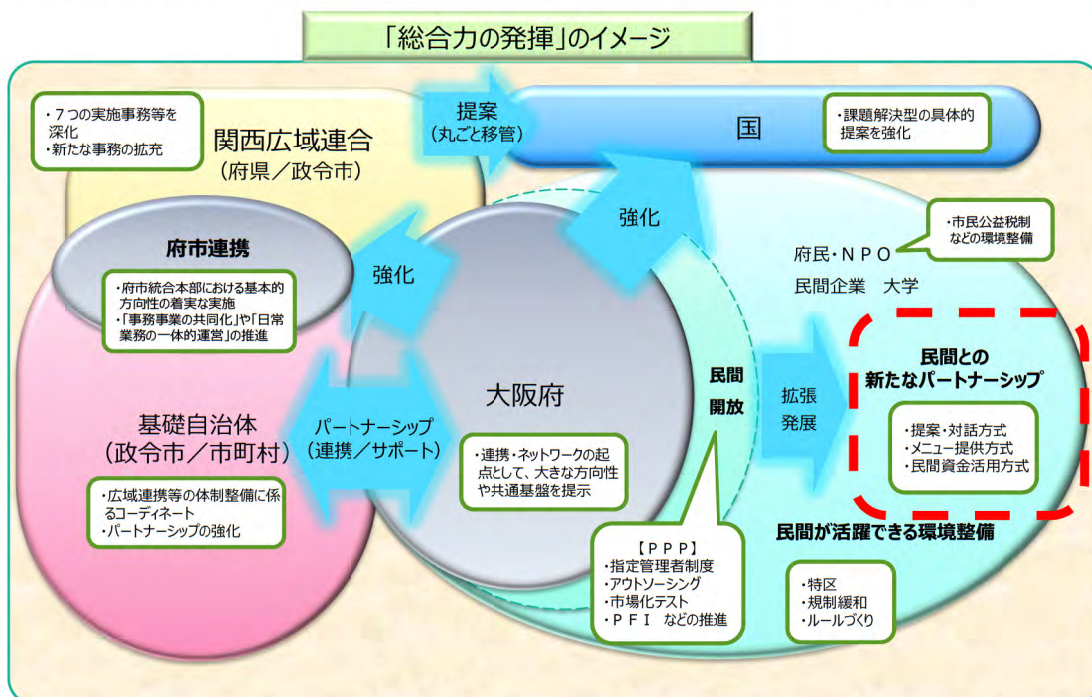 「総合力の発揮」のイメージ
・７つの実施事務等を
深化
・新たな事務の拡充
関西広域連合
（府県／政令市）
提案
（丸ごと移管）
国
・課題解決型の具体的
提案を強化
府市連携
・府市統合本部における基本的
方向性の着実な実施
・「事務事業の共同化」や「日常
業務の一体的運営」の推進
強化
強化
府民・ＮＰＯ
民間企業　大学
・市民公益税制
などの環境整備
基礎自治体
（政令市／市町村）
・広域連携等の体制整備に係
るコーディネート
・パートナーシップの強化
パートナーシップ
（連携／サポート）
大阪府
・連携・ネットワークの起
点として、大きな方向性
や共通基盤を提示
民間
開放
拡張
発展
民間との
新たなパートナーシップ
・提案・対話方式
・メニュー提供方式
・民間資金活用方式
【ＰＰＰ】
・指定管理者制度
・アウトソーシング
・市場化テスト
・ＰＦＩ などの推進
民間が活躍できる環境整備
・特区
・規制緩和
・ルールづくり